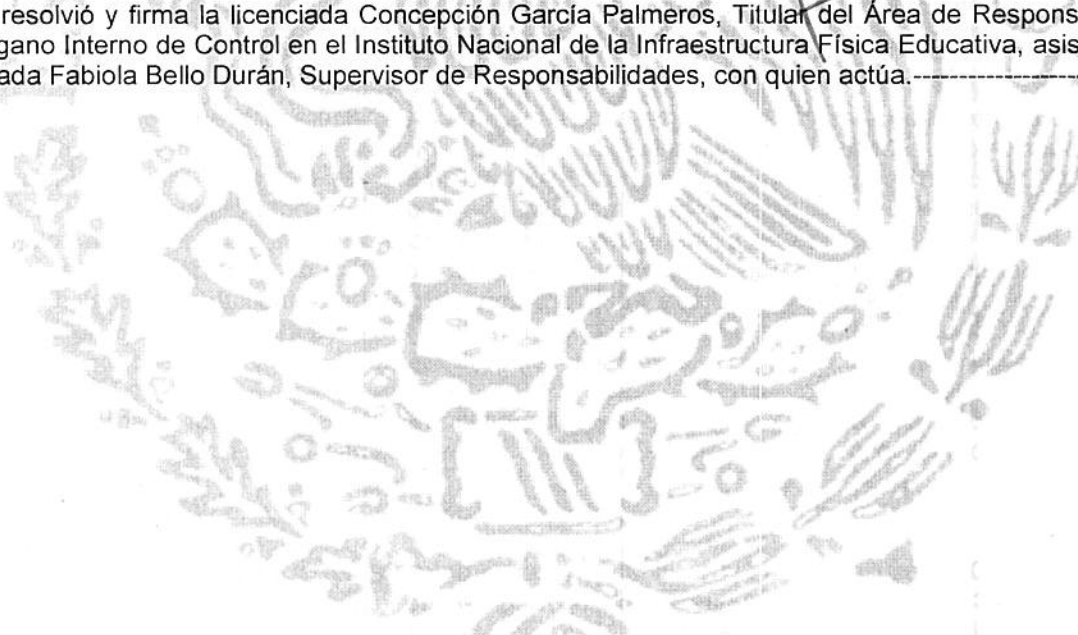 resolvió y firma la licenciada Concepción García Palmeros, Titular del Área de Respons
gano Interno de Control en el Instituto Nacional de la Infraestructura Física Educativa, asis
ada Fabiola Bello Durán, Supervisor de Responsabilidades, con quien actúa.-------------------